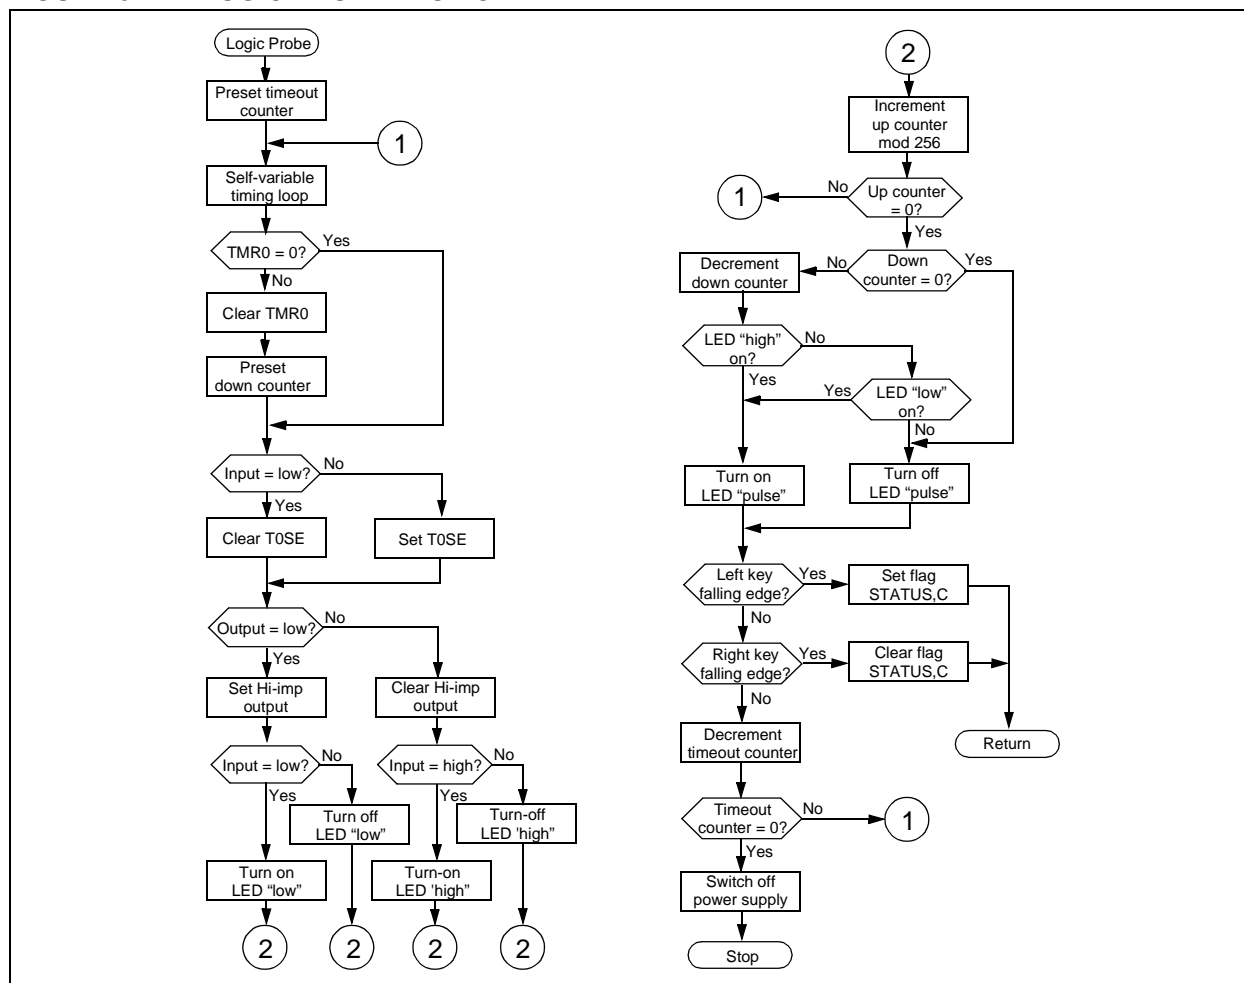 Logic Probe
Preset timeout
counter
1
Self-variable
timing loop
TMR0 = 0?
Yes
No
Clear TMR0
Preset
down counter
Input = low?
No
Yes
Clear T0SE
Set T0SE
Output = low?
No
Yes
Set Hi-imp
output
Clear Hi-imp
output
Input = low?
No
Yes
Input = high?
No
Yes
Turn off
LED “low”
Turn-off
LED 'high”
Turn on
LED “low”
Turn-on
LED 'high”
2
2
2
2
2
Increment
up counter
mod 256
Up counter
= 0?
No
1
Yes
Down
counter = 0?
No
Yes
Decrement
down counter
LED “high”
on?
No
Yes
LED “low”
on?
Yes
No
Turn on
LED “pulse”
Turn off
LED “pulse”
Left key
falling edge?
Yes
Set flag
STATUS,C
No
Right key
falling edge?
Yes
Clear flag
STATUS,C
No
Return
Decrement
timeout counter
Timeout
counter = 0?
No
1
Yes
Switch off
power supply
Stop